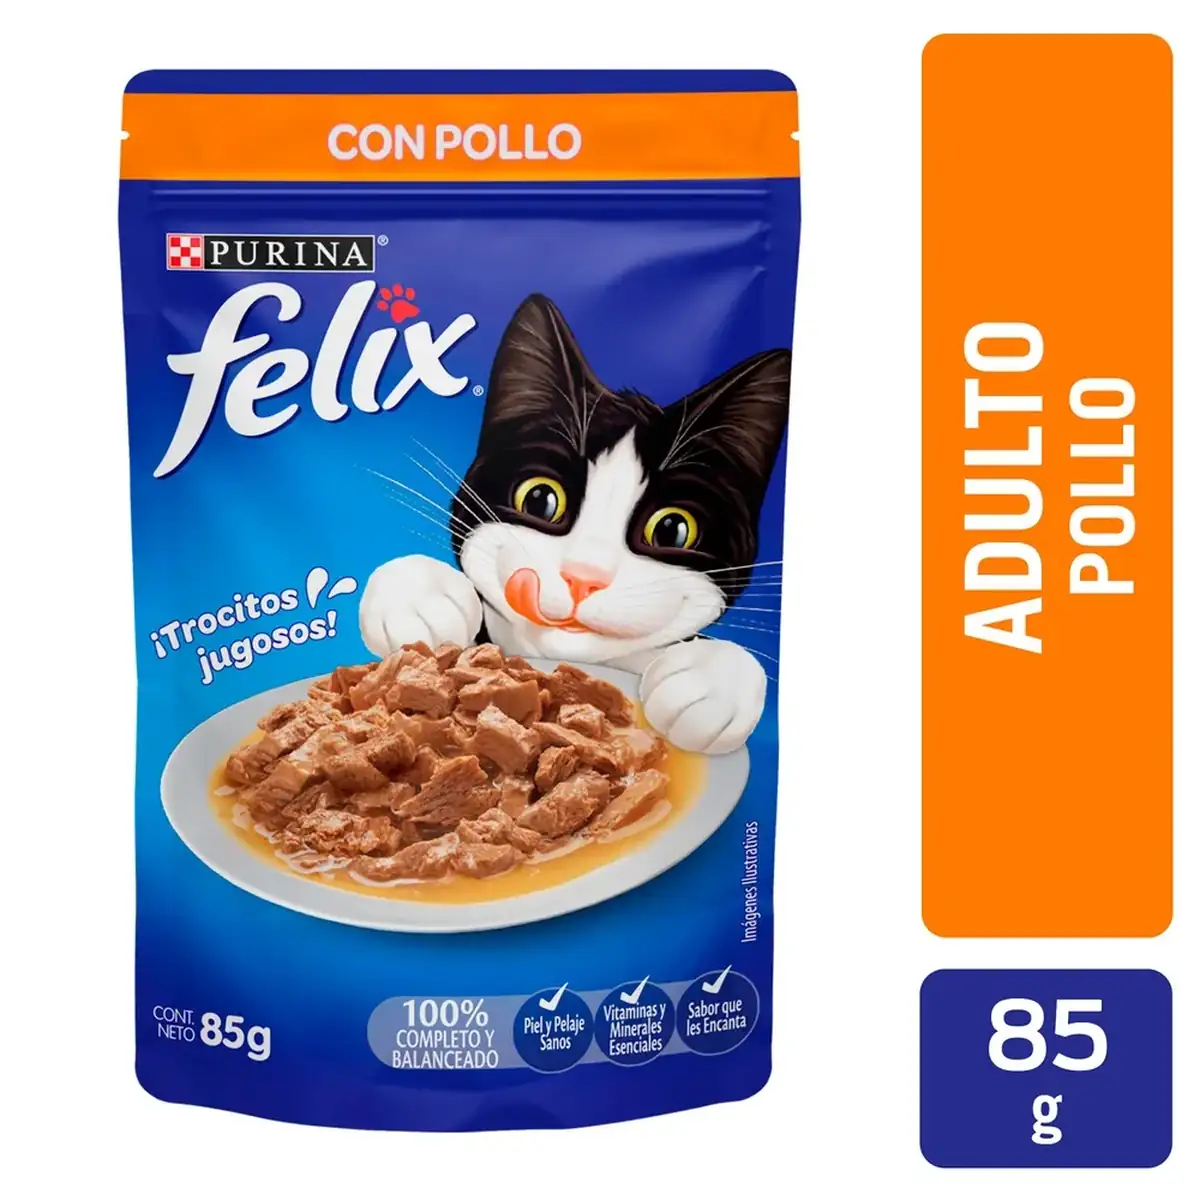 CON POLLO
PURINA®
felix®
¡Trocitos
jugosos!
Imágenes Ilustrativas
CONT.
NETO 85g
100%
COMPLETO Y
BALANCEADO
Piel y Pelaje
Sanos
Vitaminas y
Minerales
Esenciales
Sabor que
les Encanta
ADULTO
POLLO
85
g